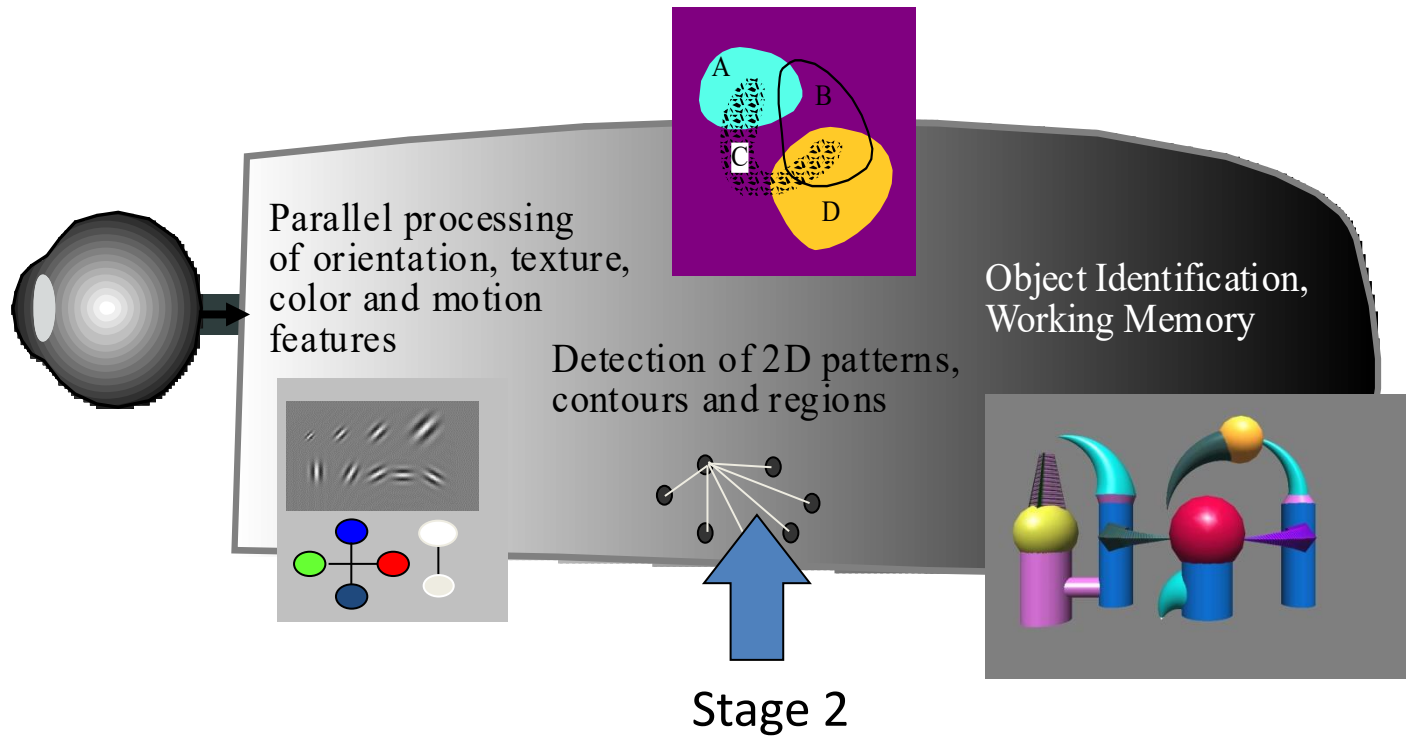 A
B
C
D
Parallel processing
of orientation, texture,
color and motion
features
Detection of 2D patterns,
contours and regions
Object Identification,
Working Memory
Stage 2